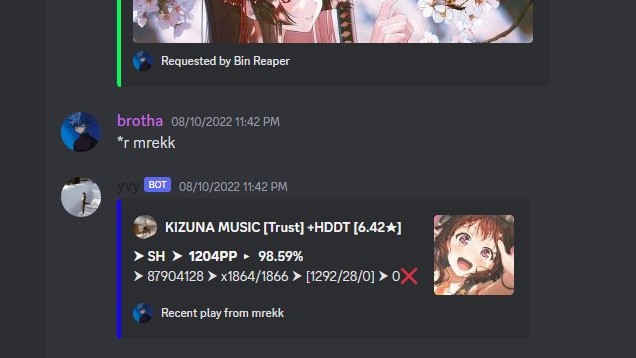 Requested by Bin Reaper
brotha 08/10/2022 11:42 PM
*r mrekk
yvy BOT 08/10/2022 11:42 PM
KIZUNA MUSIC [Trust] +HDDT [6.42★]
➤ SH ➤ 1204PP ▸ 98.59%
➤ 87904128 ➤ x1864/1866 ➤ [1292/28/0] ➤ 0❌
Recent play from mrekk